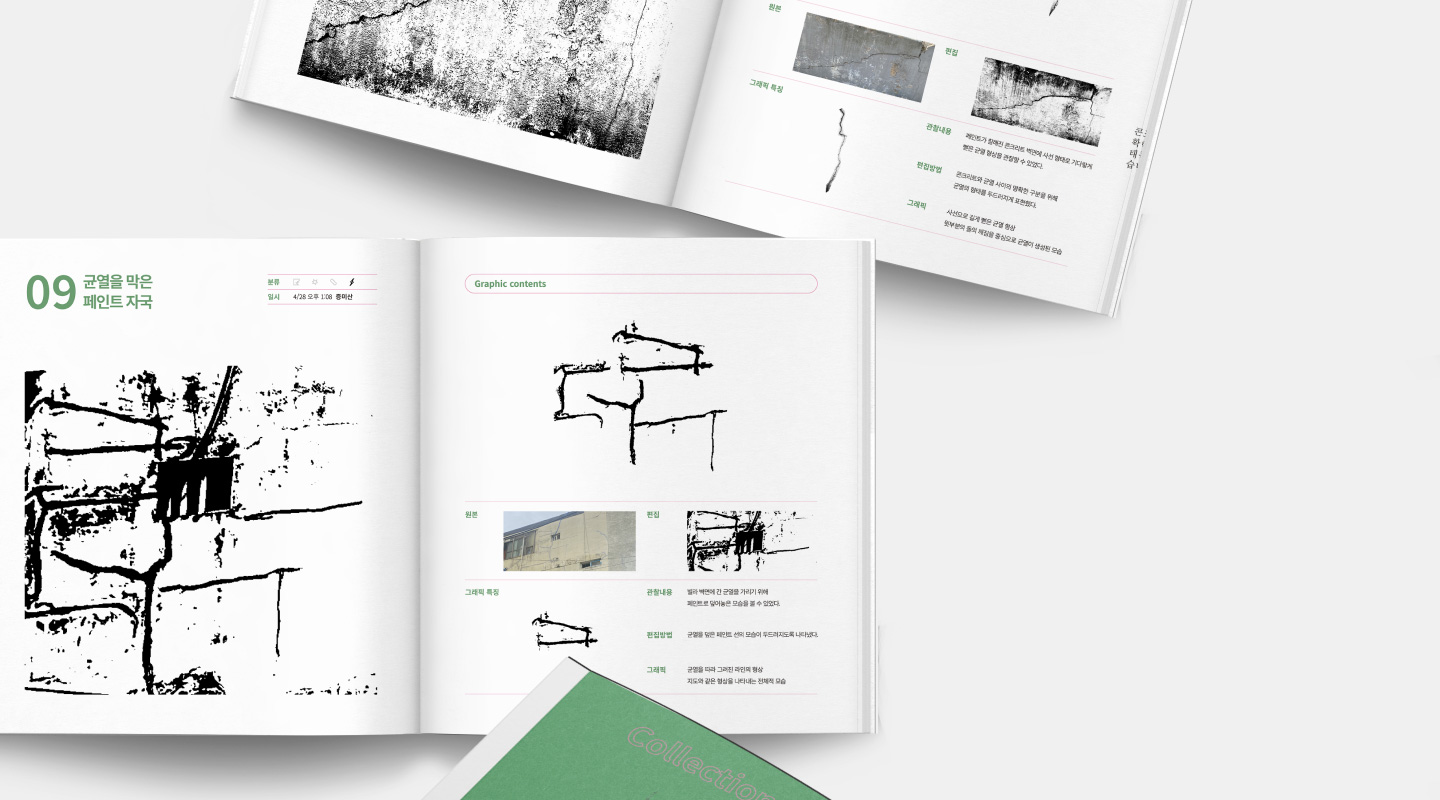 원본
편집
그래픽 특징
관찰내용
페인트가 칠해진 콘크리트 벽면에 사선 형태로 기다랗게
뻗은 균열 형상을 관찰할 수 있었다.
편집방법
콘크리트와 균열 사이의 명확한 구분을 위해
균열의 형태를 두드러지게 표현했다.
그래픽
사선으로 길게 뻗은 균열 형상
윗부분의 돌의 깨짐을 중심으로 균열이 생성된 모습
09
균열을 막은
페인트 자국
분류
일시
4/28 오후 1:08 증미산
Graphic contents
원본
편집
그래픽 특징
관찰내용
빌라 벽면에 간 균열을 가리기 위해
페인트로 덮어놓은 모습을 볼 수 있었다.
편집방법
균열을 덮은 페인트 선의 모습이 두드러지도록 나타냈다.
그래픽
균열을 따라 그려진 라인의 형상
지도와 같은 형상을 나타내는 전체적 모습
Collection